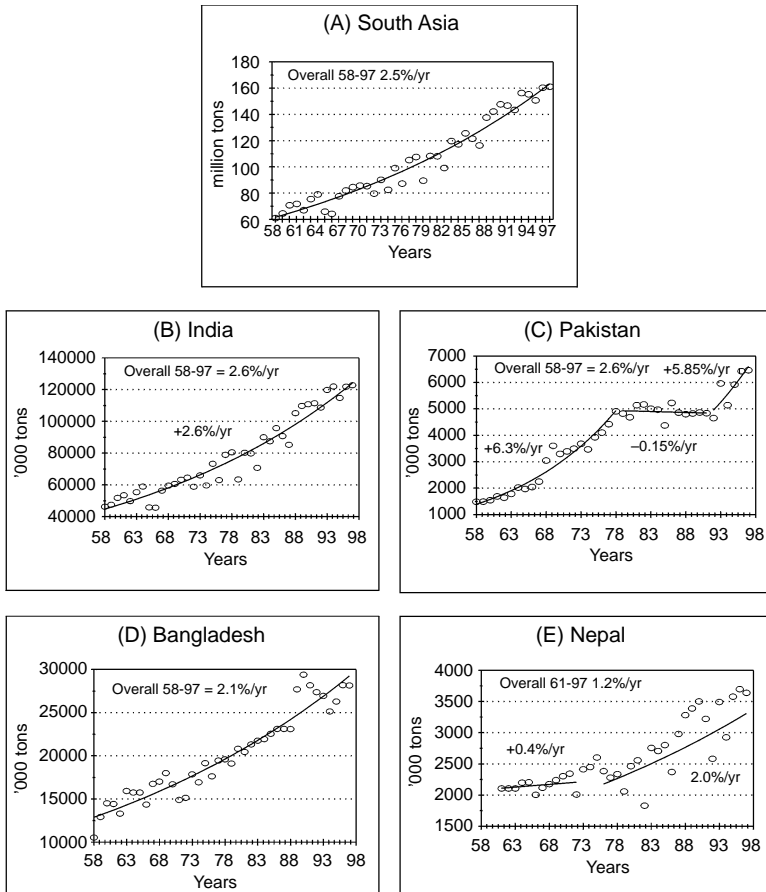 (A) South Asia
Overall 58-97 2.5%/yr
million tons
160
140
120
100
80
60
58 61 64 67 70 73 76 79 82 85 88 91 94 97
Years
(B) India
Overall 58-97 = 2.6%/yr
+2.6%/yr
'000 tons
140000
120000
100000
80000
60000
40000
58 63 68 73 78 83 88 93 98
Years
(C) Pakistan
Overall 58-97 = 2.6%/yr
+5.85%/yr
+6.3%/yr
−0.15%/yr
'000 tons
7000
6000
5000
4000
3000
2000
1000
58 63 68 73 78 83 88 93 98
Years
(D) Bangladesh
Overall 58-97 = 2.1%/yr
'000 tons
30000
25000
20000
15000
10000
58 63 68 73 78 83 88 93 98
Years
(E) Nepal
Overall 61-97 1.2%/yr
+0.4%/yr
2.0%/yr
'000 tons
4000
3500
3000
2500
2000
1500
58 63 68 73 78 83 88 93 98
Years